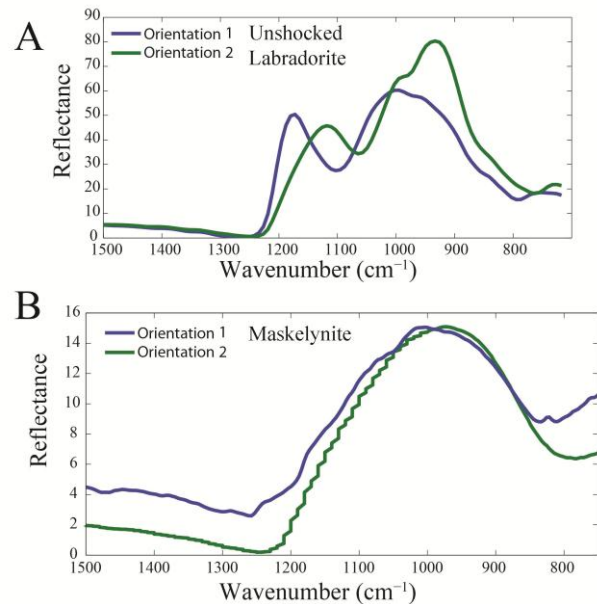 A
Orientation 1 Unshocked
Orientation 2 Labradorite
90
80
70
60
50
40
30
20
10
0
Reflectance
1500 1400 1300 1200 1100 1000 900 800
Wavenumber (cm⁻¹)
B
Orientation 1 Maskelynite
Orientation 2
16
14
12
10
8
6
4
2
0
Reflectance
1500 1400 1300 1200 1100 1000 900 800
Wavenumber (cm⁻¹)